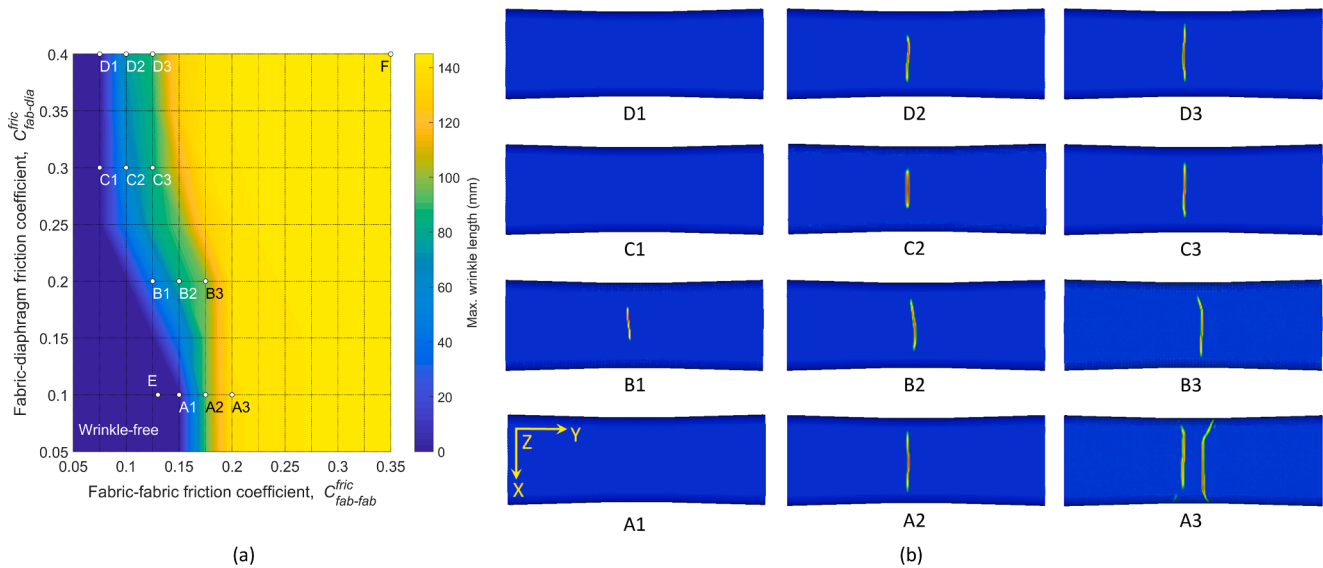 0.4
0.35
0.3
0.25
0.2
0.15
0.1
0.05
Fabric-diaphragm friction coefficient, C^{fric}_{fab-dia}
D1 D2 D3 F
C1 C2 C3
B1 B2 B3
E
A1 A2 A3
Wrinkle-free
0.05 0.1 0.15 0.2 0.25 0.3 0.35
Fabric-fabric friction coefficient, C^{fric}_{fab-fab}
140
120
100
80
60
40
20
0
Max. wrinkle length (mm)
(a)
D1 D2 D3
C1 C2 C3
B1 B2 B3
Z Y
X
A1 A2 A3
(b)